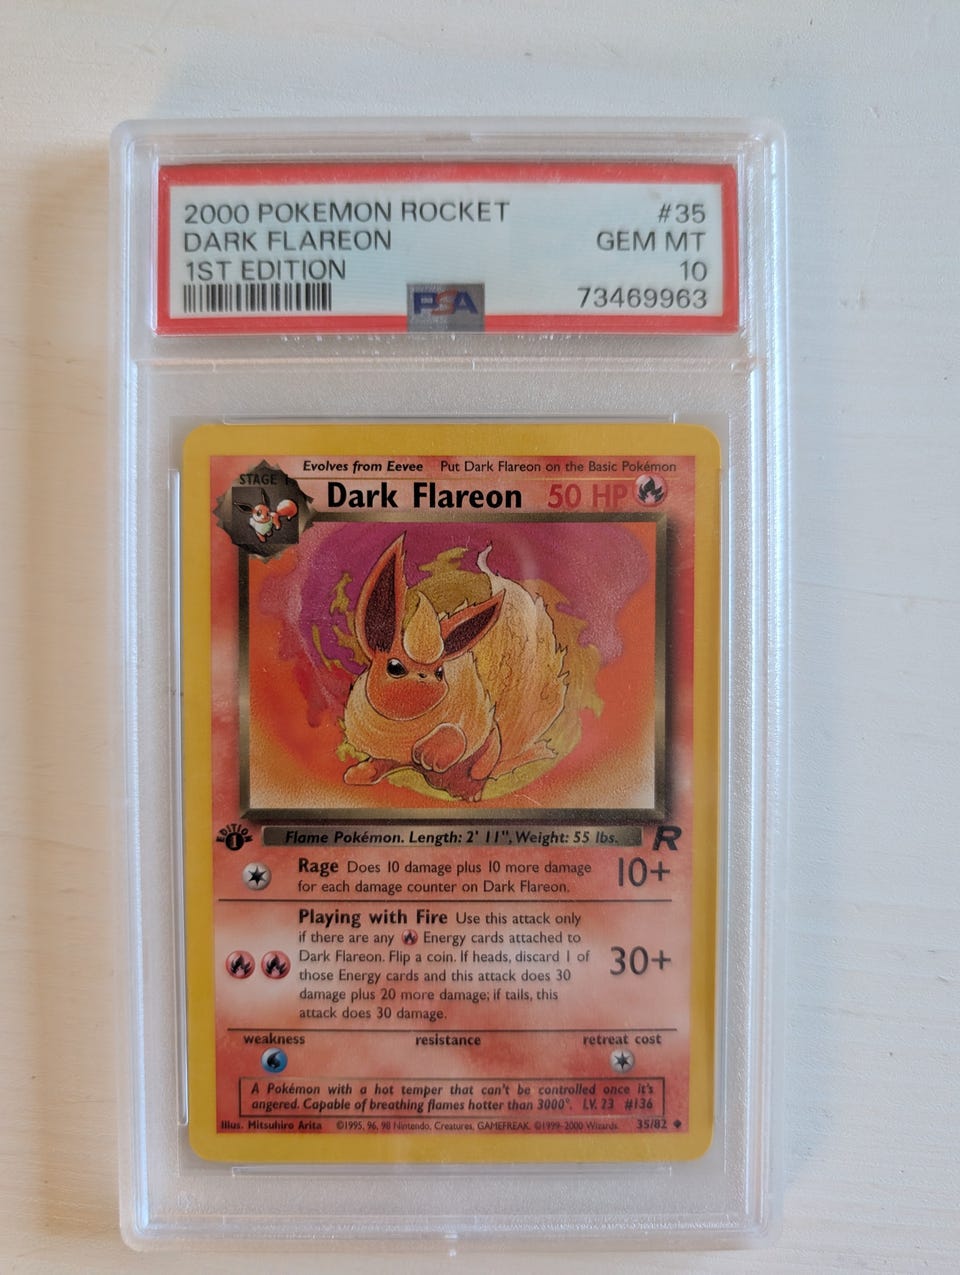 2000 POKEMON ROCKET #35
DARK FLAREON GEM MT
1ST EDITION 10
PSA 73469963
Evolves from Eevee Put Dark Flareon on the Basic Pokémon
STAGE 1
Dark Flareon 50 HP
EDITION
1
Flame Pokémon. Length: 2' 11", Weight: 55 lbs.
R
Rage Does 10 damage plus 10 more damage
for each damage counter on Dark Flareon.
10+
Playing with Fire Use this attack only
if there are any Energy cards attached to
Dark Flareon. Flip a coin. If heads, discard 1 of
those Energy cards and this attack does 30
damage plus 20 more damage; if tails, this
attack does 30 damage.
30+
weakness resistance retreat cost
A Pokémon with a hot temper that can't be controlled once it's
angered. Capable of breathing flames hotter than 3000°. LV. 23 #136
Illus. Mitsuhiro Arita ©1995, 96, 98 Nintendo, Creatures, GAMEFREAK. ©1999-2000 Wizards. 35/82